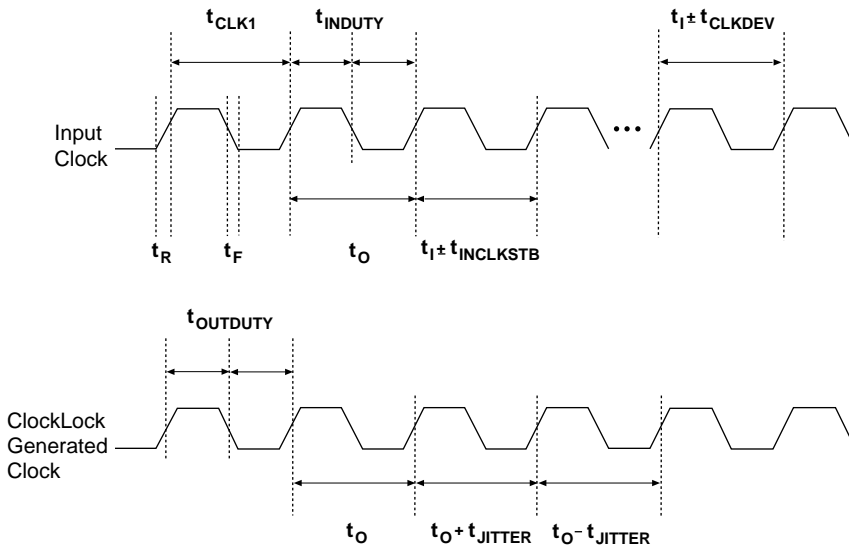 tCLK1 tINDUTY tI ± tCLKDEV
Input
Clock
tR tF tO tI ± tINCLKSTB
tOUTDUTY
ClockLock
Generated
Clock
tO tO + tJITTER tO − tJITTER